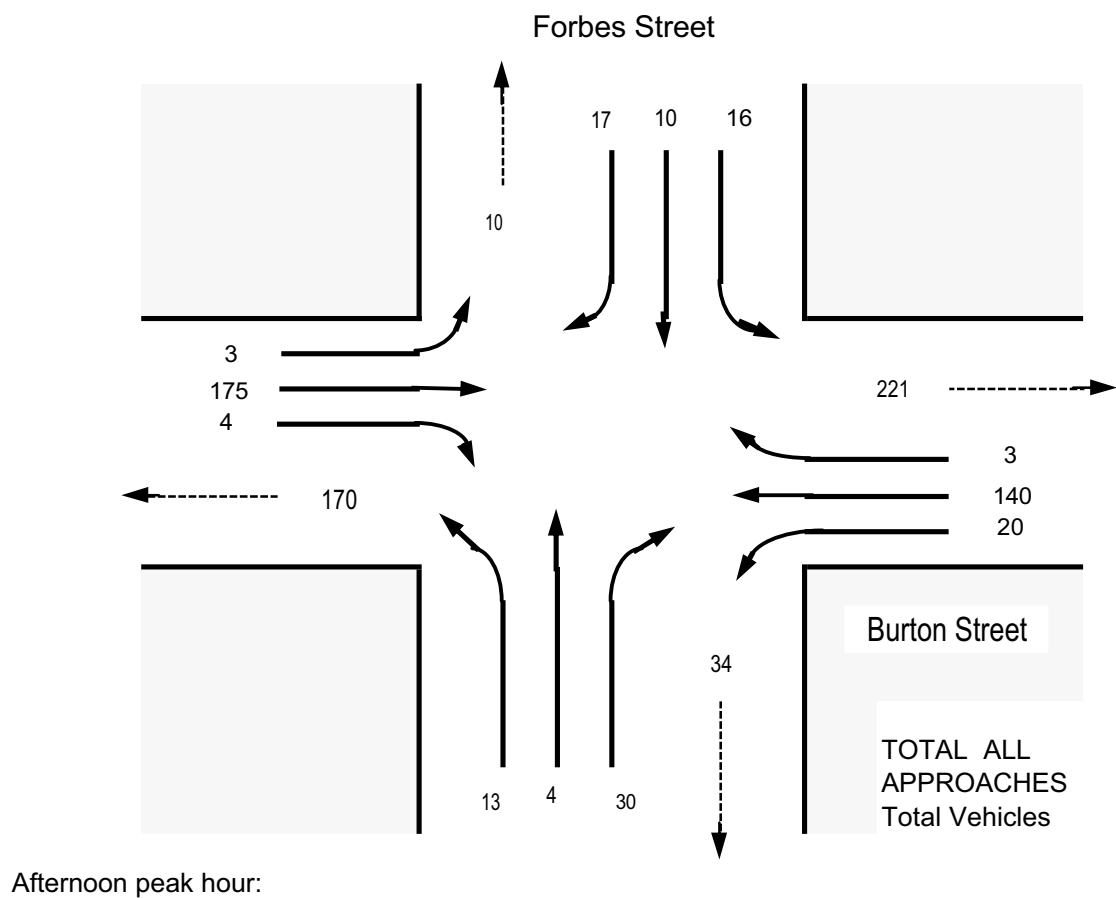 Forbes Street
17 10 16
10
3
175
221
4
3
170
140
20
Burton Street
34
TOTAL ALL
APPROACHES
Total Vehicles
13 4 30
Afternoon peak hour: